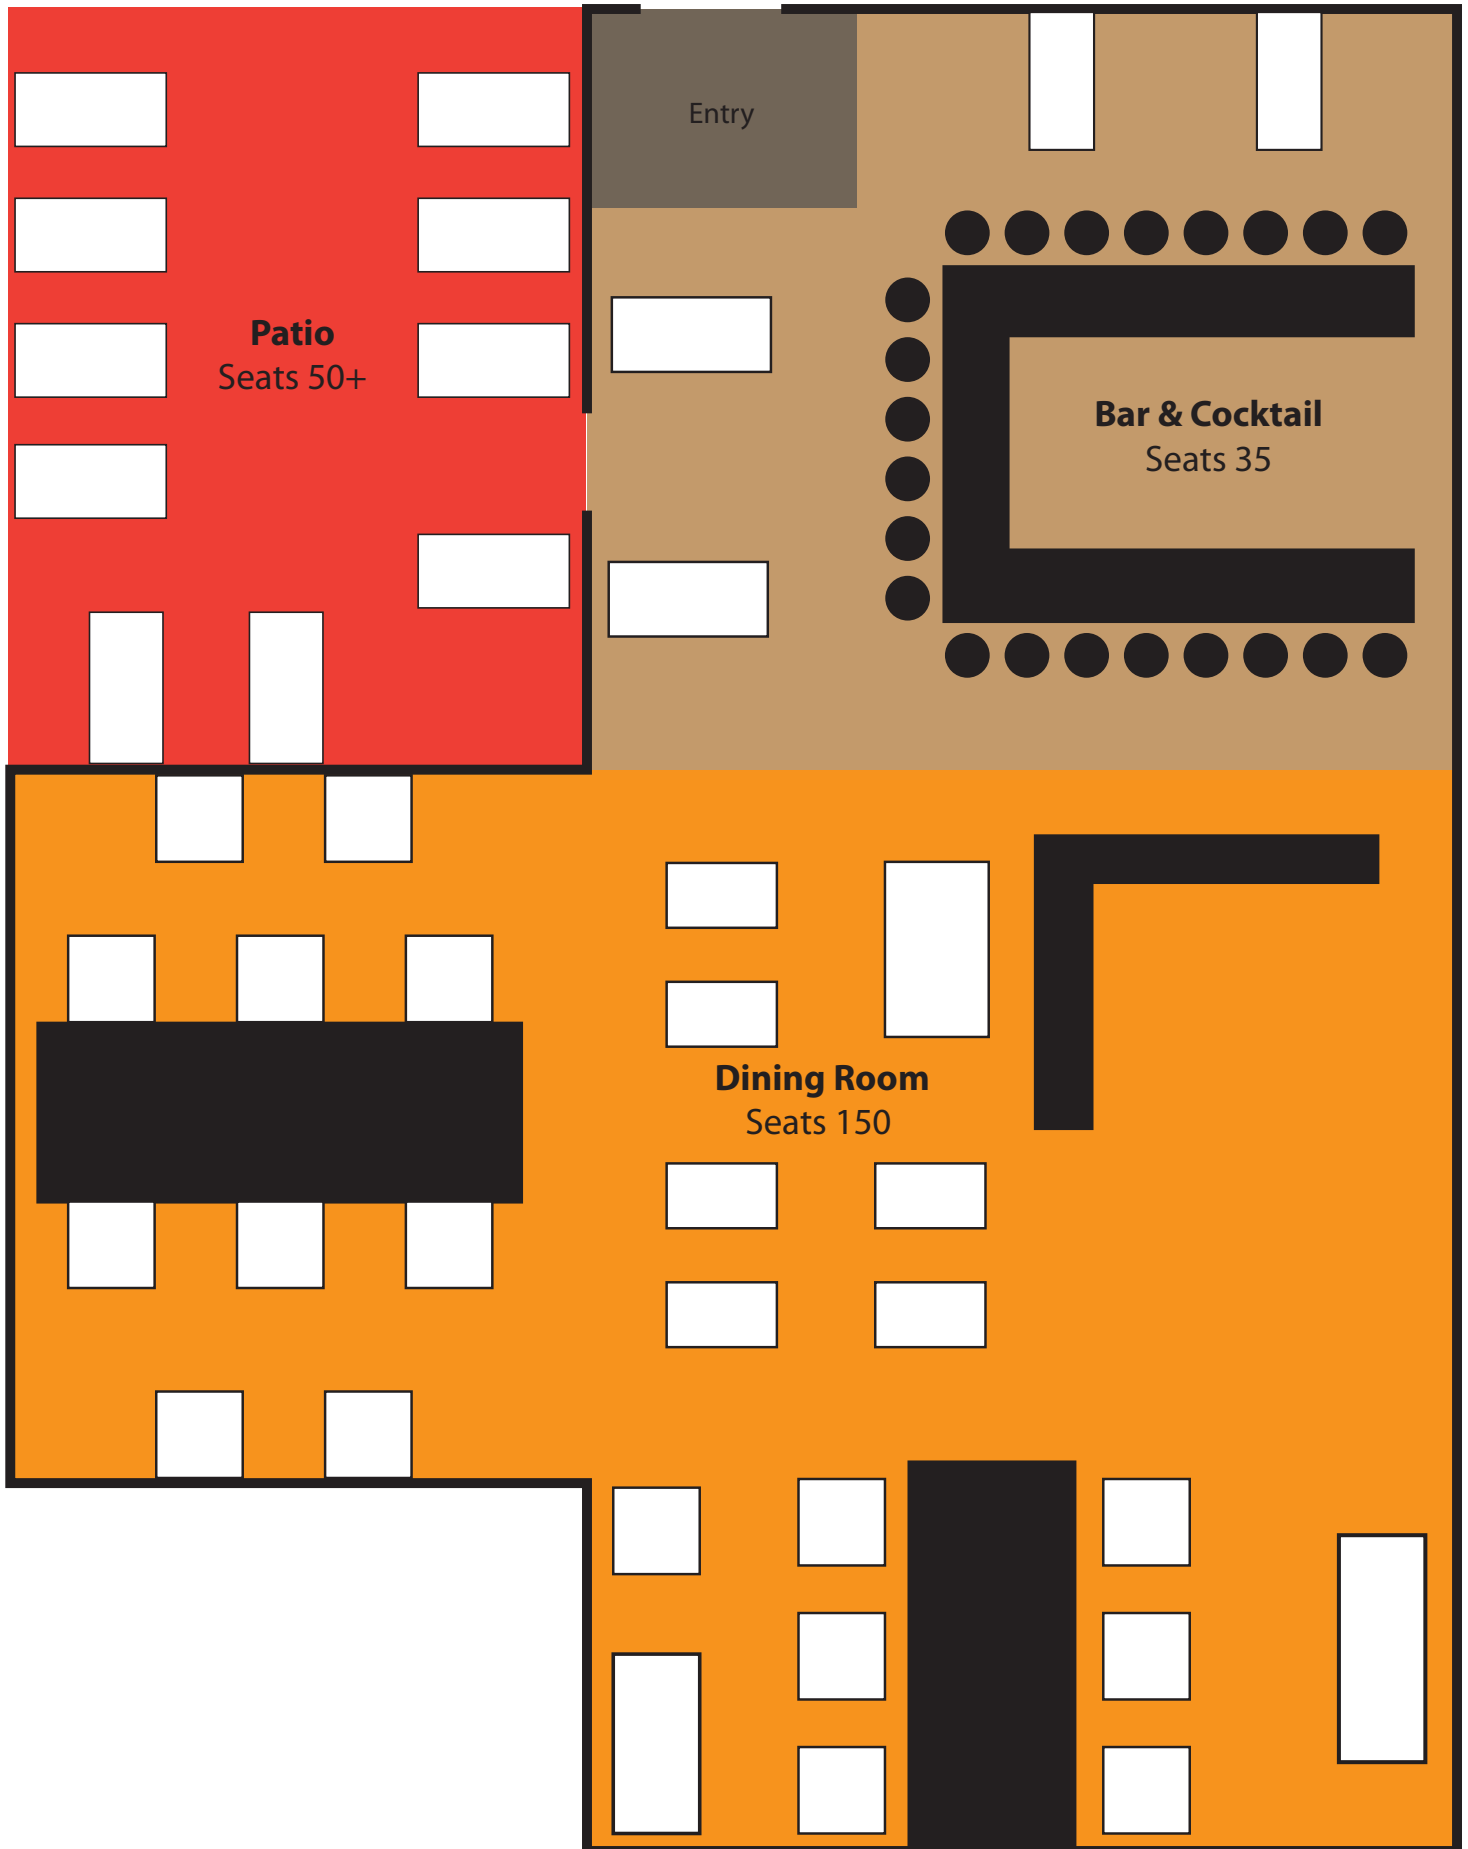 Entry
Patio
Seats 50+
Bar & Cocktail
Seats 35
Dining Room
Seats 150